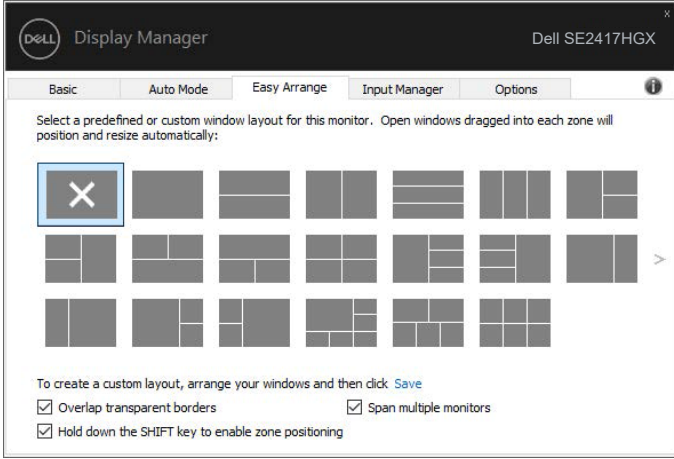 x
DELL Display Manager Dell SE2417HGX
Basic Auto Mode Easy Arrange Input Manager Options i
Select a predefined or custom window layout for this monitor. Open windows dragged into each zone will
position and resize automatically:
>
To create a custom layout, arrange your windows and then click Save
Overlap transparent borders Span multiple monitors
Hold down the SHIFT key to enable zone positioning